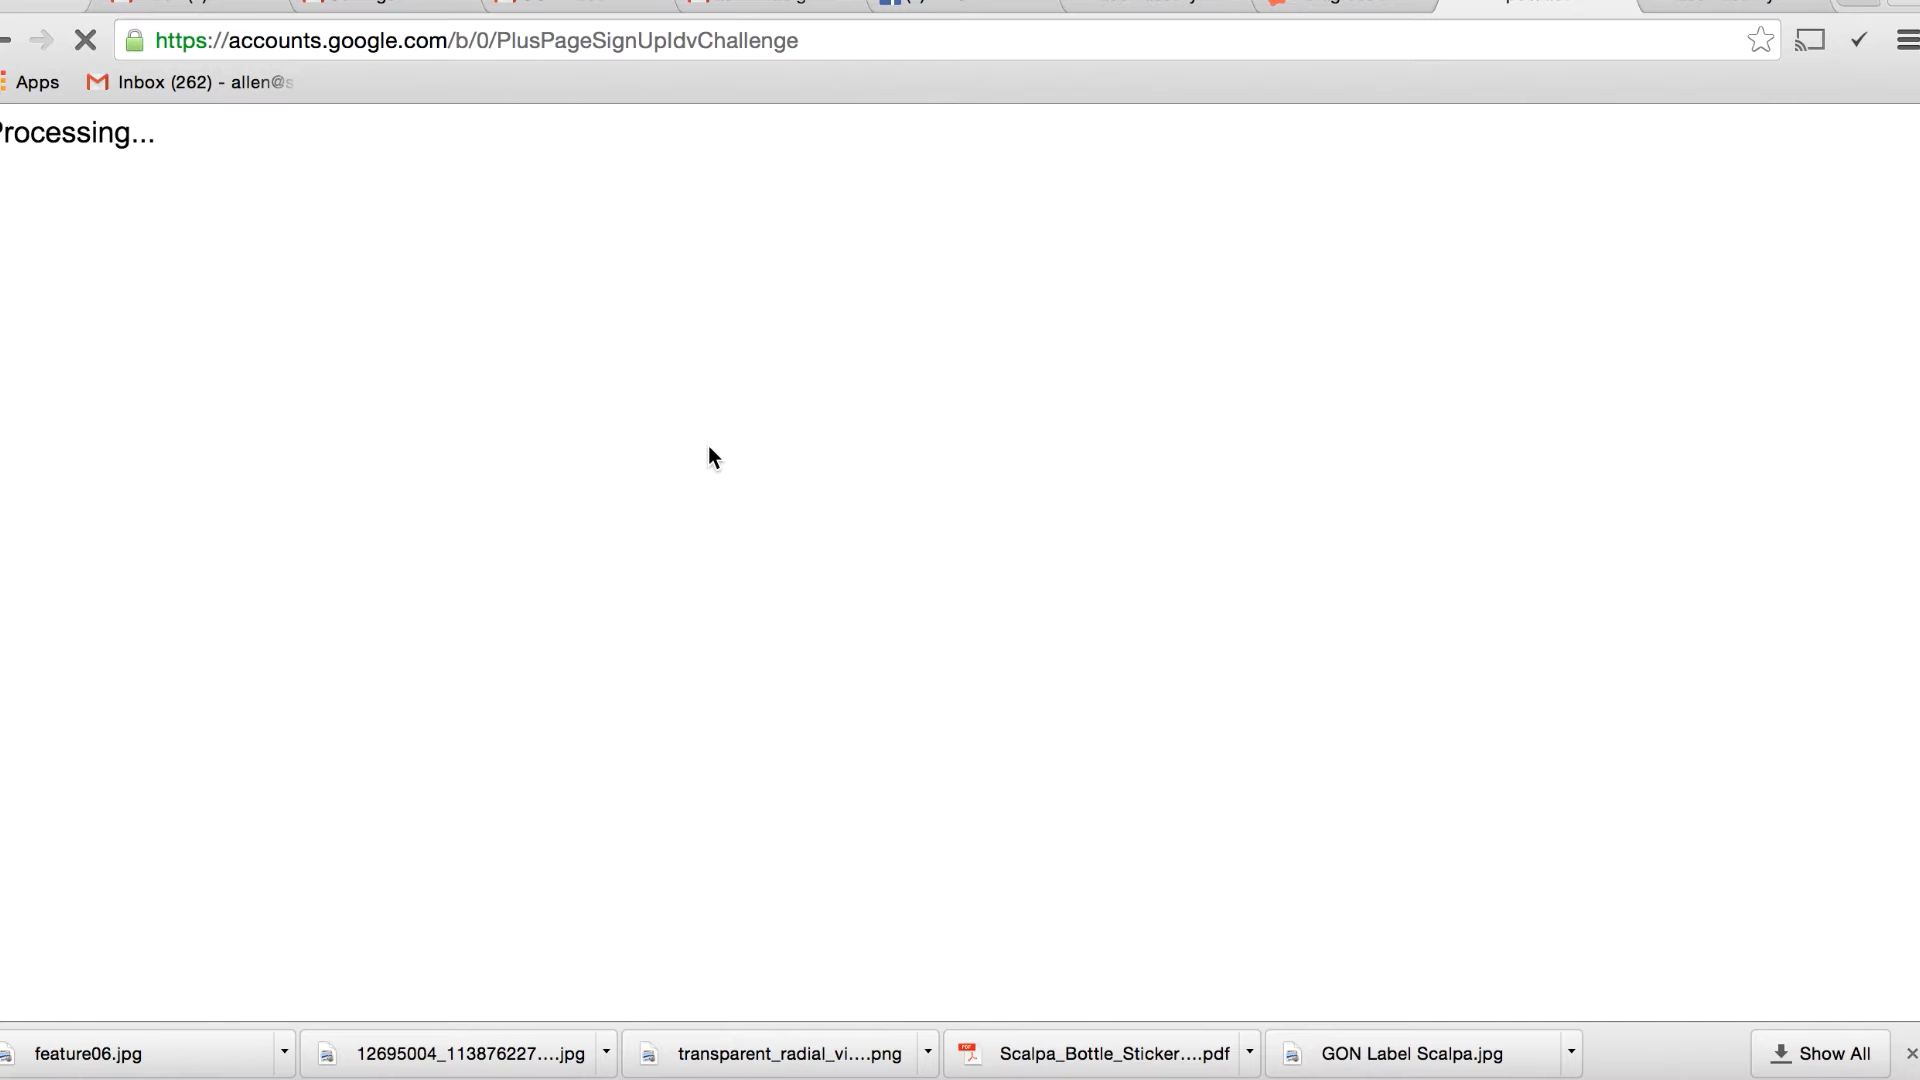 https://accounts.google.com/b/0/PlusPageSignUpIdvChallenge
Apps Inbox (262) - allen@s
Processing...
feature06.jpg 12695004_113876227....jpg transparent_radial_vi....png Scalpa_Bottle_Sticker....pdf GON Label Scalpa.jpg Show All